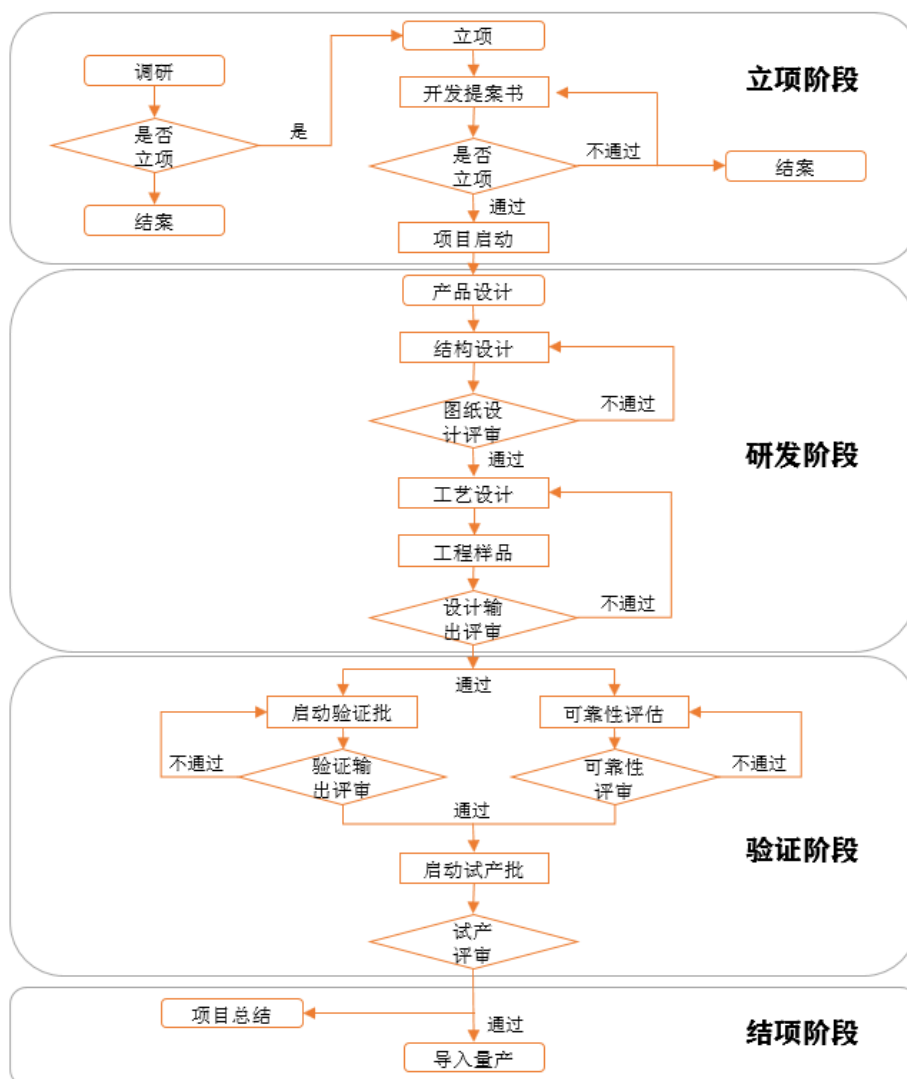 立项
立项阶段
调研
开发提案书
是否
立项
是
是否
立项
不通过
结案
通过
结案
项目启动
产品设计
结构设计
不通过
图纸设
计评审
研发阶段
通过
工艺设计
工程样品
设计输
出评审
不通过
通过
启动验证批
可靠性评估
不通过
验证输
出评审
可靠性
评审
不通过
通过
验证阶段
启动试产批
试产
评审
项目总结
通过
结项阶段
导入量产